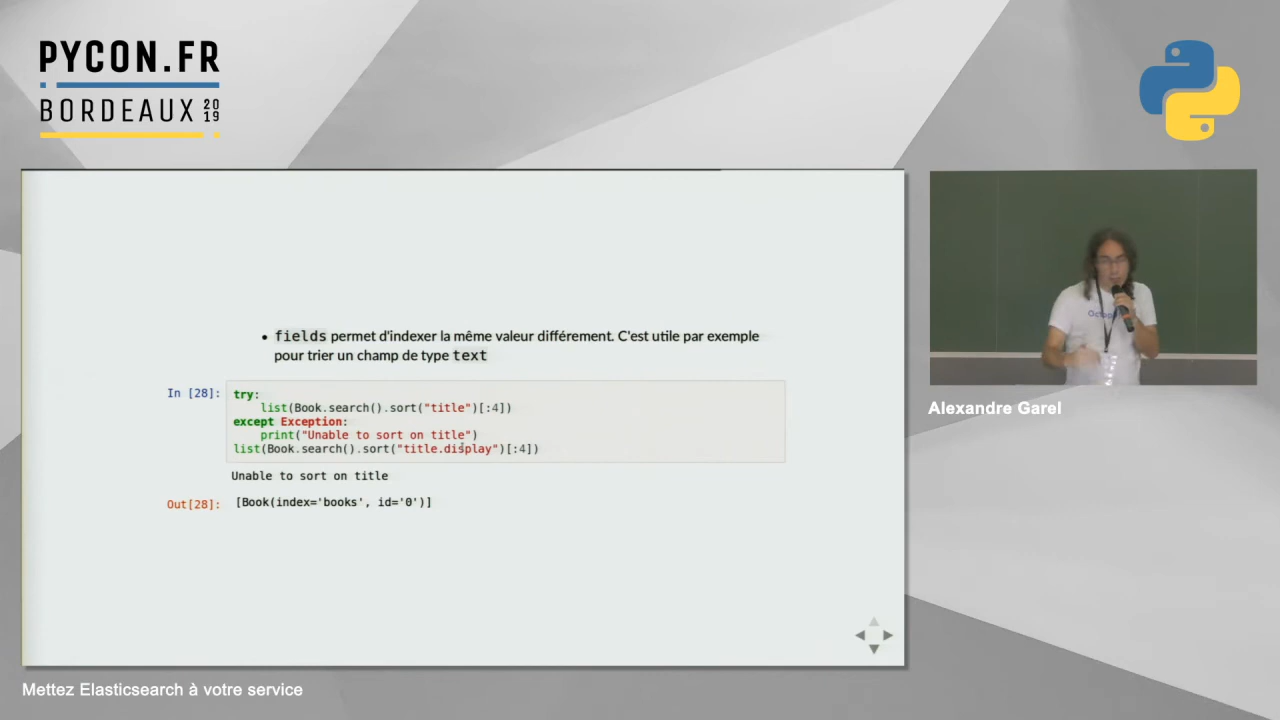 PYCON.FR
BORDEAUX 2019
fields permet d'indexer la même valeur différement. C'est utile par exemple
pour trier un champ de type text
In [28]:
try:
list(Book.search().sort("title")[:4])
except Exception:
print("Unable to sort on title")
list(Book.search().sort("title.display")[:4])
Unable to sort on title
Out[28]:
[Book(index='books', id='0')]
Alexandre Garel
Mettez Elasticsearch à votre service